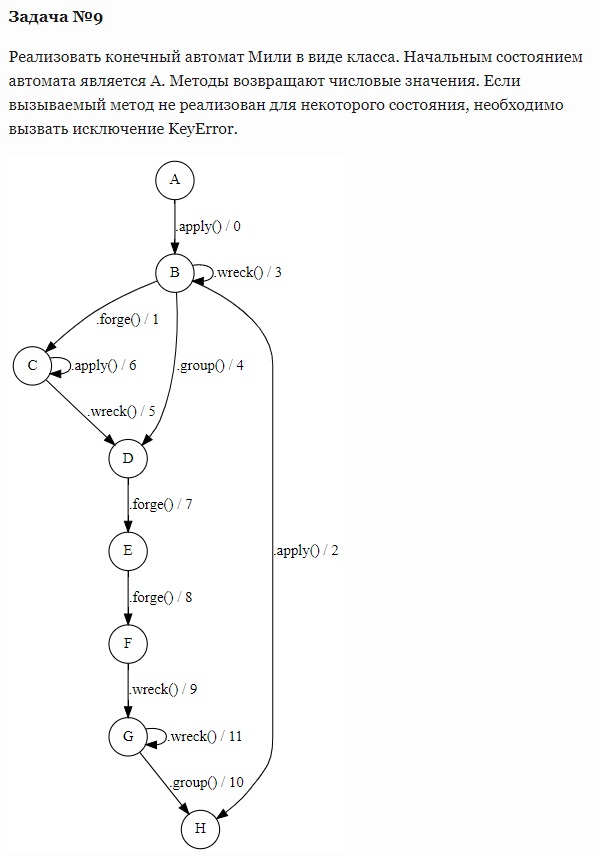 Задача №9
Реализовать конечный автомат Мили в виде класса. Начальным состоянием
автомата является A. Методы возвращают числовые значения. Если
вызываемый метод не реализован для некоторого состояния, необходимо
вызвать исключение KeyError.
A
.apply() / 0
B
.wreck() / 3
.forge() / 1
C
.apply() / 6
.group() / 4
.wreck() / 5
D
.forge() / 7
E
.apply() / 2
.forge() / 8
F
.wreck() / 9
G
.wreck() / 11
.group() / 10
H